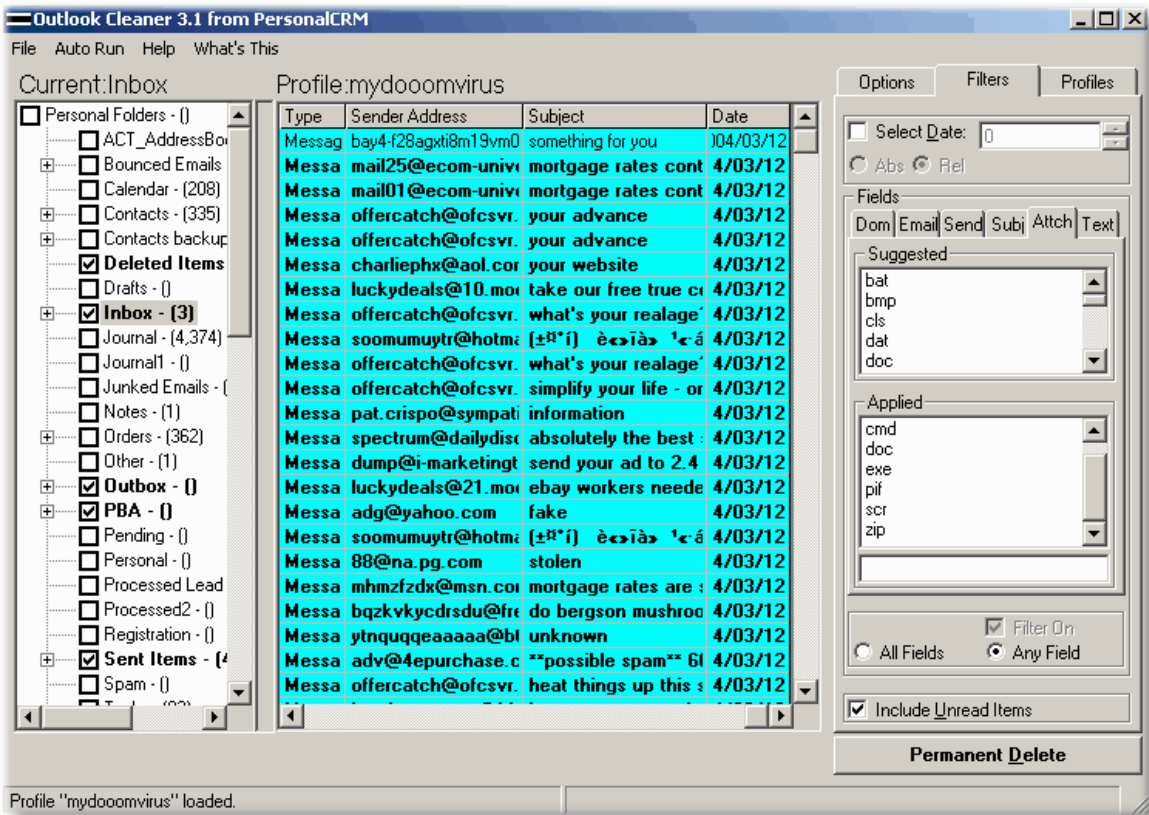 Outlook Cleaner 3.1 from PersonalCRM
File Auto Run Help What's This
Current:Inbox
Personal Folders - ()
ACT_AddressBo
Bounced Emails
Calendar - (208)
Contacts - (335)
Contacts backup
Deleted Items
Drafts - ()
Inbox - (3)
Journal - (4,374)
Journal1 - ()
Junked Emails - (
Notes - (1)
Orders - (362)
Other - (1)
Outbox - ()
PBA - ()
Pending - ()
Personal - ()
Processed Lead
Processed2 - ()
Registration - ()
Sent Items - (4
Spam - ()
Profile:mydooomvirus
Type Sender Address Subject Date
Messag bay4-f28agxti8m19vm0 something for you 004/03/12
Messa mail25@ecom-unive mortgage rates cont 4/03/12
Messa mail01@ecom-unive mortgage rates cont 4/03/12
Messa offercatch@ofcsvr. your advance 4/03/12
Messa offercatch@ofcsvr. your advance 4/03/12
Messa charliephx@aol.cor your website 4/03/12
Messa luckydeals@10.mo take our free true c 4/03/12
Messa offercatch@ofcsvr. what's your realage 4/03/12
Messa soomumuytr@hotma 4/03/12
Messa offercatch@ofcsvr. what's your realage 4/03/12
Messa offercatch@ofcsvr. simplify your life - or 4/03/12
Messa pat.crispo@sympati information 4/03/12
Messa spectrum@dailydisc absolutely the best 4/03/12
Messa dump@i-marketingt send your ad to 2.4 4/03/12
Messa luckydeals@21.mo ebay workers neede 4/03/12
Messa adg@yahoo.com fake 4/03/12
Messa soomumuytr@hotma 4/03/12
Messa 88@na.pg.com stolen 4/03/12
Messa mhmzfzdx@msn.co mortgage rates are 4/03/12
Messa bqzkvkycdrsdu@fre do bergson mushroo 4/03/12
Messa ytnquqqeaaaaa@bt unknown 4/03/12
Messa adv@4epurchase.c **possible spam** 4/03/12
Messa offercatch@ofcsvr. heat things up this 4/03/12
Options Filters Profiles
Select Date: 0
Abs Rel
Fields
Dom Email Send Subj Attch Text
Suggested
bat
bmp
cls
dat
doc
Applied
cmd
doc
exe
pif
scr
zip
Filter On
All Fields Any Field
Include Unread Items
Permanent Delete
Profile "mydooomvirus" loaded.